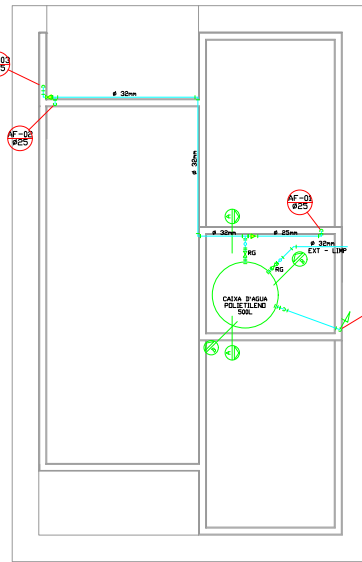 03
5
Ø 32mm
AF-02
Ø25
Ø 32mm
AF-01
Ø25
Ø 32mm
Ø 25mm
Ø 32mm
EXT - LIMP
RG
RG
CAIXA D'AGUA
POLIETILENO
500L